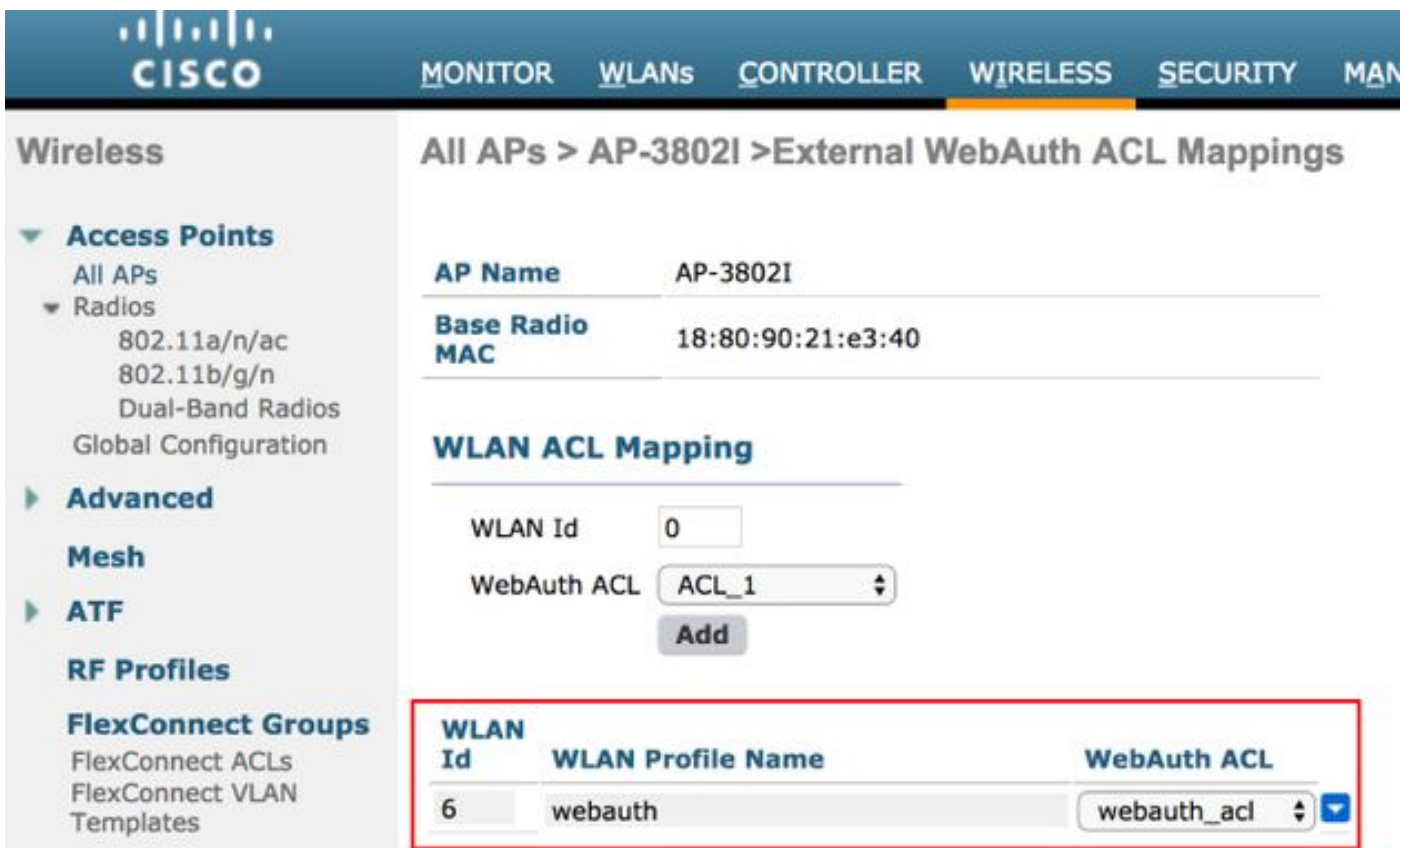 CISCO
MONITOR WLANs CONTROLLER WIRELESS SECURITY MAN
Wireless
Access Points
All APs
Radios
802.11a/n/ac
802.11b/g/n
Dual-Band Radios
Global Configuration
Advanced
Mesh
ATF
RF Profiles
FlexConnect Groups
FlexConnect ACLs
FlexConnect VLAN
Templates
All APs > AP-3802I >External WebAuth ACL Mappings
AP Name AP-3802I
Base Radio
MAC 18:80:90:21:e3:40
WLAN ACL Mapping
WLAN Id 0
WebAuth ACL ACL_1
Add
WLAN
Id WLAN Profile Name WebAuth ACL
6 webauth webauth_acl